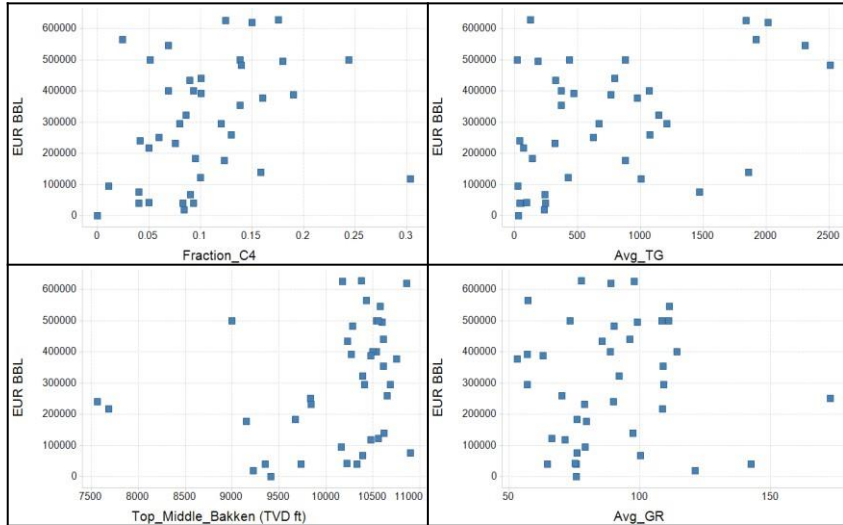 600000
500000
400000
300000
200000
100000
0
EUR BBL
0 0.05 0.1 0.15 0.2 0.25 0.3
Fraction_C4
600000
500000
400000
300000
200000
100000
0
EUR BBL
0 500 1000 1500 2000 2500
Avg_TG
600000
500000
400000
300000
200000
100000
0
EUR BBL
7500 8000 8500 9000 9500 10000 10500 11000
Top_Middle_Bakken (TVD ft)
600000
500000
400000
300000
200000
100000
0
EUR BBL
50 100 150
Avg_GR